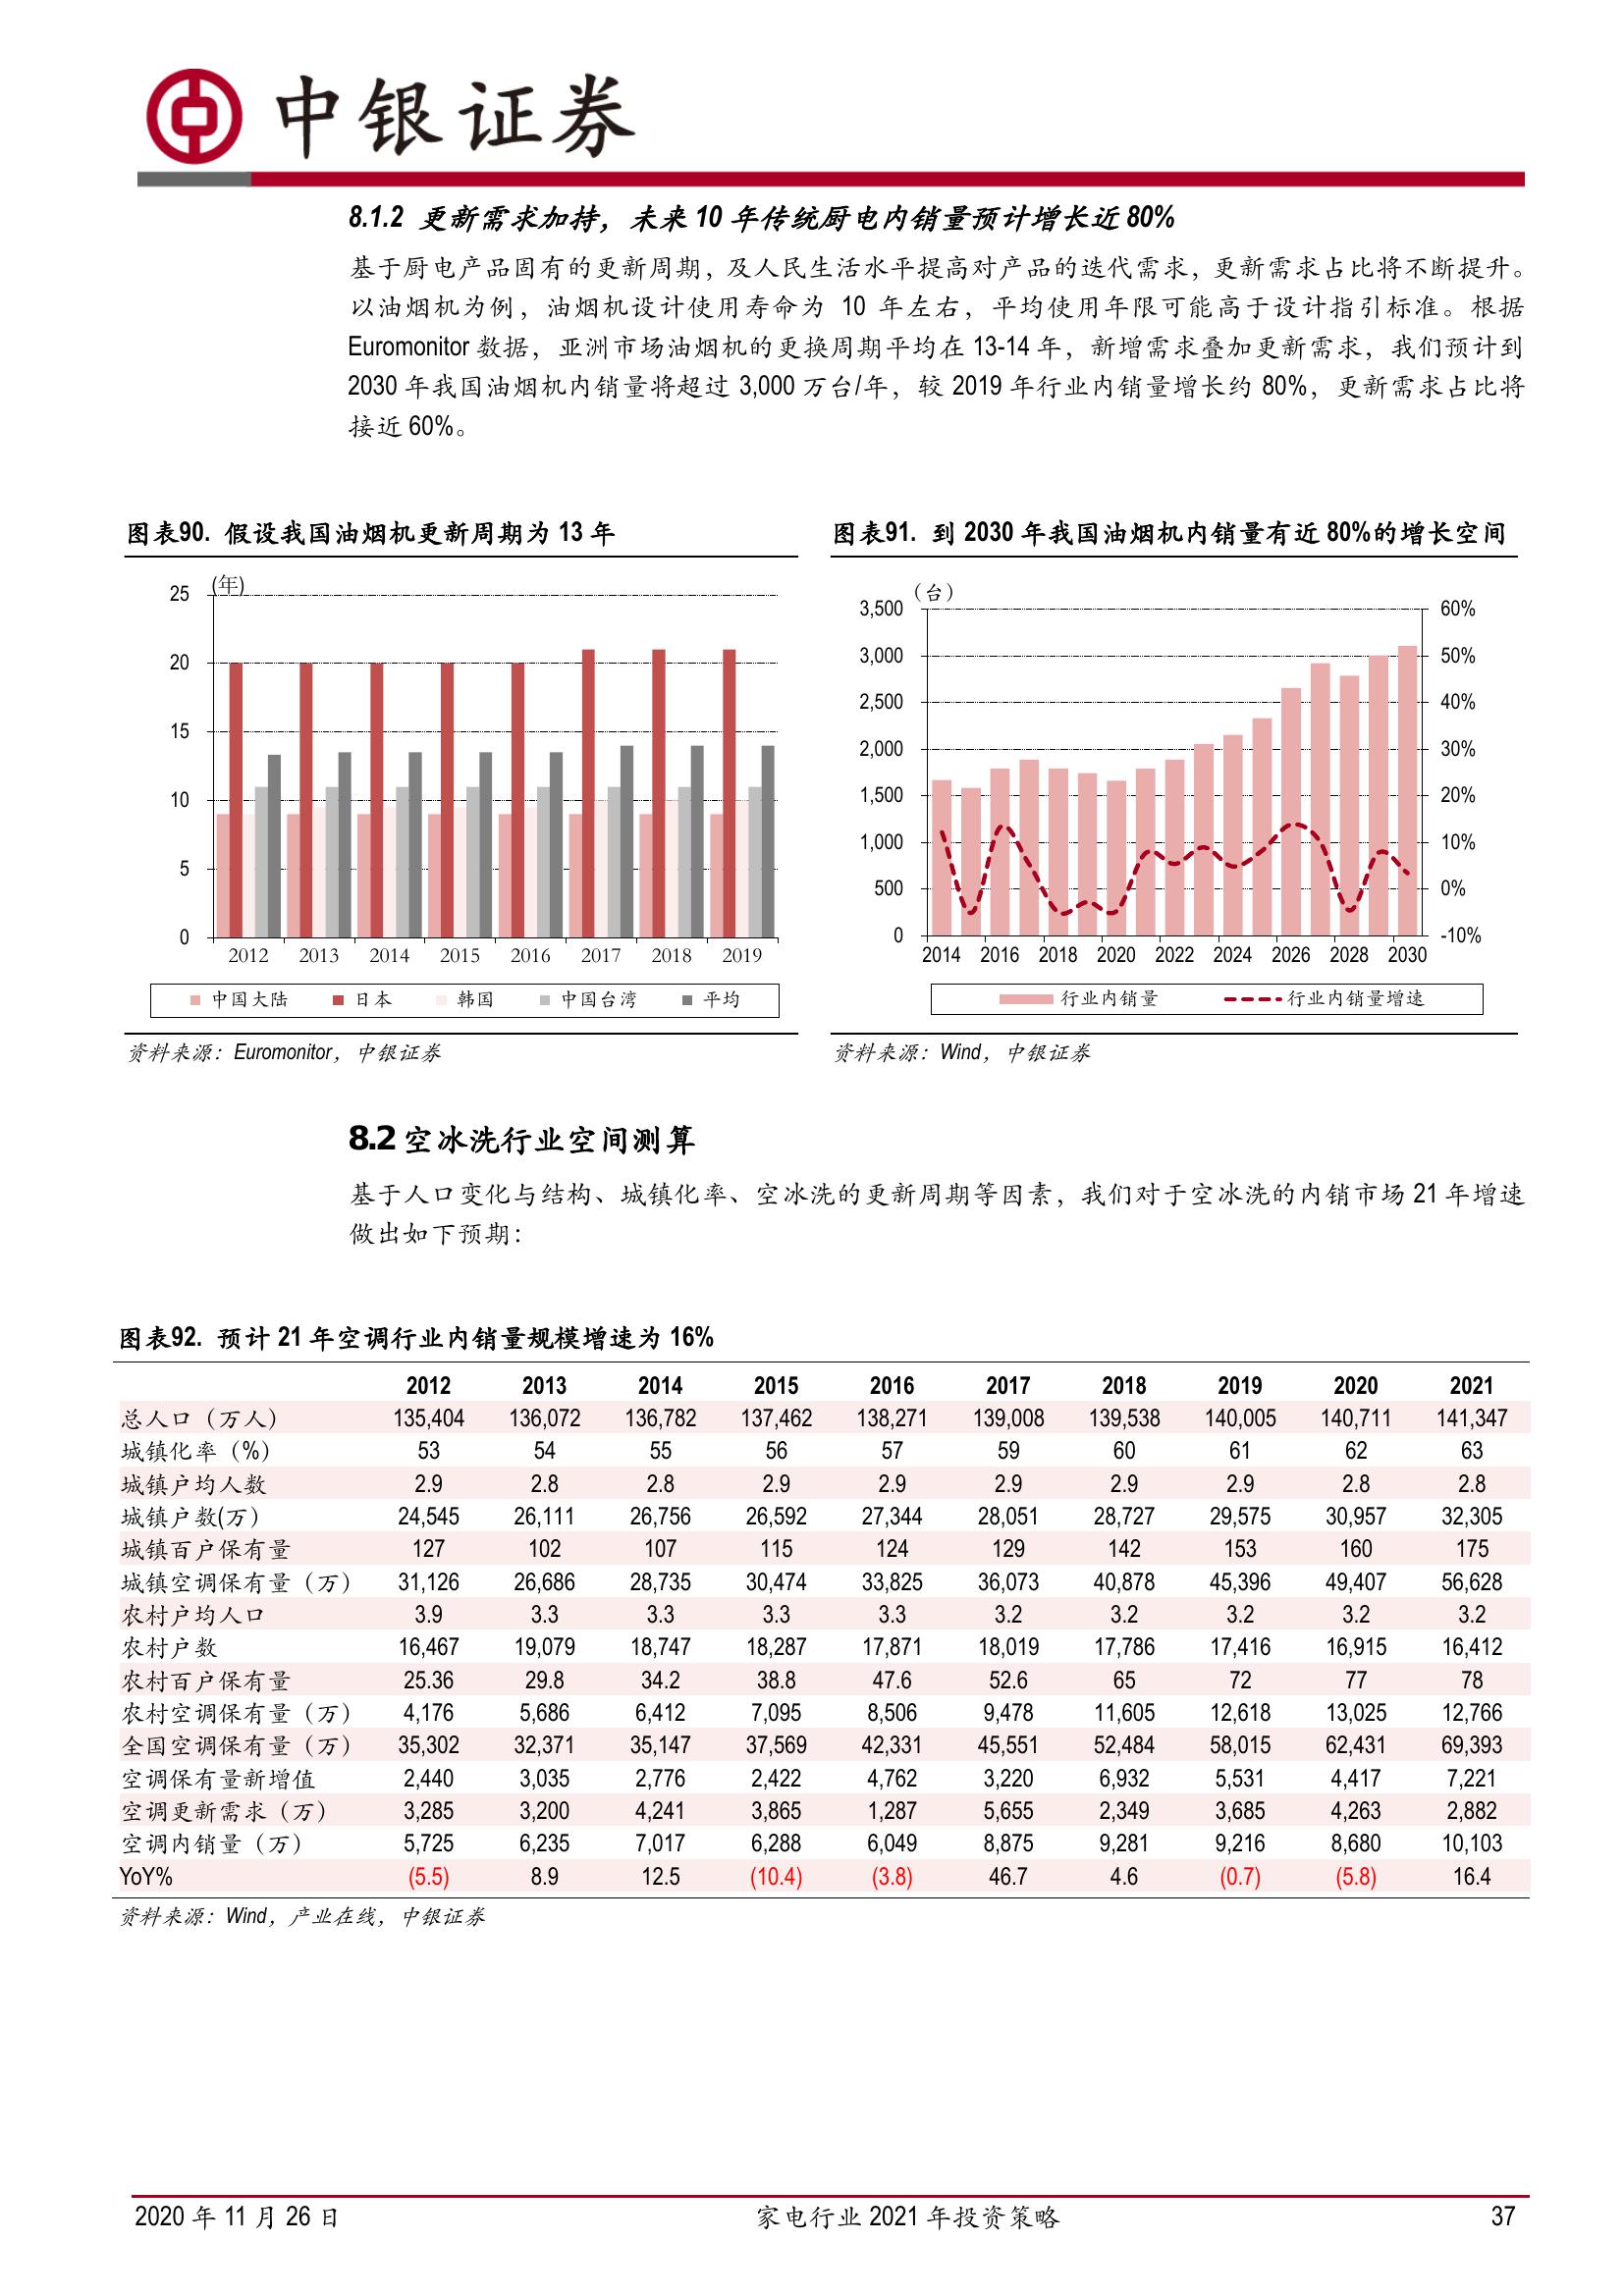 中银证券
8.1.2 更新需求加持，未来 10 年传统厨电内销量预计增长近 80%
基于厨电产品固有的更新周期，及人民生活水平提高对产品的迭代需求，更新需求占比将不断提升。
以油烟机为例，油烟机设计使用寿命为 10 年左右，平均使用年限可能高于设计指引标准。根据
Euromonitor 数据，亚洲市场油烟机的更换周期平均在 13-14 年，新增需求叠加更新需求，我们预计到
2030 年我国油烟机内销量将超过 3,000 万台/年，较 2019 年行业内销量增长约 80%，更新需求占比将
接近 60%。
图表90. 假设我国油烟机更新周期为 13 年
(年)
25
20
15
10
5
0
2012 2013 2014 2015 2016 2017 2018 2019
中国大陆 日本 韩国 中国台湾 平均
资料来源：Euromonitor，中银证券
图表91. 到 2030 年我国油烟机内销量有近 80%的增长空间
（台）
3,500 60%
3,000 50%
2,500 40%
2,000 30%
1,500 20%
1,000 10%
500 0%
0 -10%
2014 2016 2018 2020 2022 2024 2026 2028 2030
行业内销量 行业内销量增速
资料来源：Wind，中银证券
8.2 空冰洗行业空间测算
基于人口变化与结构、城镇化率、空冰洗的更新周期等因素，我们对于空冰洗的内销市场 21 年增速
做出如下预期：
图表92. 预计 21 年空调行业内销量规模增速为 16%
2012 2013 2014 2015 2016 2017 2018 2019 2020 2021
总人口（万人） 135,404 136,072 136,782 137,462 138,271 139,008 139,538 140,005 140,711 141,347
城镇化率（%） 53 54 55 56 57 59 60 61 62 63
城镇户均人数 2.9 2.8 2.8 2.9 2.9 2.9 2.9 2.9 2.8 2.8
城镇户数(万） 24,545 26,111 26,756 26,592 27,344 28,051 28,727 29,575 30,957 32,305
城镇百户保有量 127 102 107 115 124 129 142 153 160 175
城镇空调保有量（万） 31,126 26,686 28,735 30,474 33,825 36,073 40,878 45,396 49,407 56,628
农村户均人口 3.9 3.3 3.3 3.3 3.3 3.2 3.2 3.2 3.2 3.2
农村户数 16,467 19,079 18,747 18,287 17,871 18,019 17,786 17,416 16,915 16,412
农村百户保有量 25.36 29.8 34.2 38.8 47.6 52.6 65 72 77 78
农村空调保有量（万） 4,176 5,686 6,412 7,095 8,506 9,478 11,605 12,618 13,025 12,766
全国空调保有量（万） 35,302 32,371 35,147 37,569 42,331 45,551 52,484 58,015 62,431 69,393
空调保有量新增值 2,440 3,035 2,776 2,422 4,762 3,220 6,932 5,531 4,417 7,221
空调更新需求（万） 3,285 3,200 4,241 3,865 1,287 5,655 2,349 3,685 4,263 2,882
空调内销量（万） 5,725 6,235 7,017 6,288 6,049 8,875 9,281 9,216 8,680 10,103
YoY% (5.5) 8.9 12.5 (10.4) (3.8) 46.7 4.6 (0.7) (5.8) 16.4
资料来源：Wind，产业在线，中银证券
2020 年 11 月 26 日 家电行业 2021 年投资策略 37